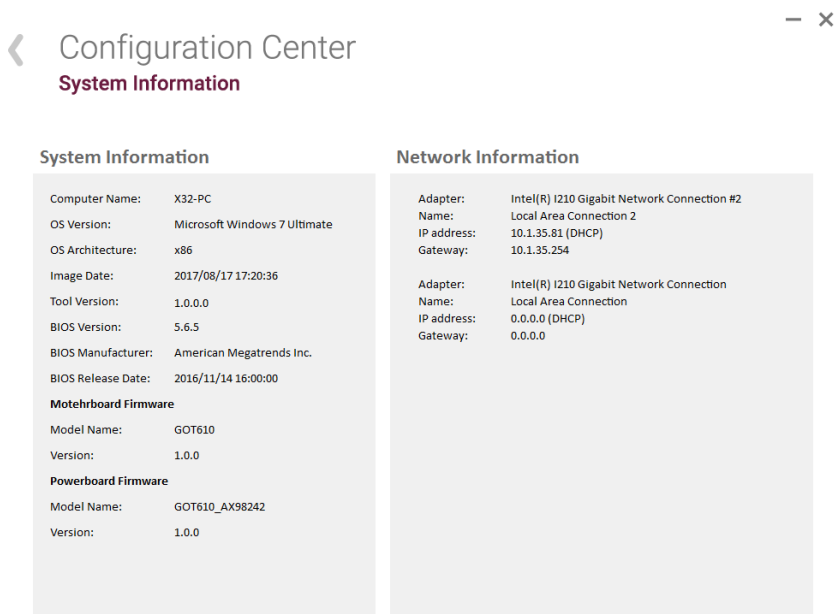 Configuration Center
System Information
System Information
Computer Name: X32-PC
OS Version: Microsoft Windows 7 Ultimate
OS Architecture: x86
Image Date: 2017/08/17 17:20:36
Tool Version: 1.0.0.0
BIOS Version: 5.6.5
BIOS Manufacturer: American Megatrends Inc.
BIOS Release Date: 2016/11/14 16:00:00
Motehrboard Firmware
Model Name: GOT610
Version: 1.0.0
Powerboard Firmware
Model Name: GOT610_AX98242
Version: 1.0.0
Network Information
Adapter: Intel(R) I210 Gigabit Network Connection #2
Name: Local Area Connection 2
IP address: 10.1.35.81 (DHCP)
Gateway: 10.1.35.254
Adapter: Intel(R) I210 Gigabit Network Connection
Name: Local Area Connection
IP address: 0.0.0.0 (DHCP)
Gateway: 0.0.0.0